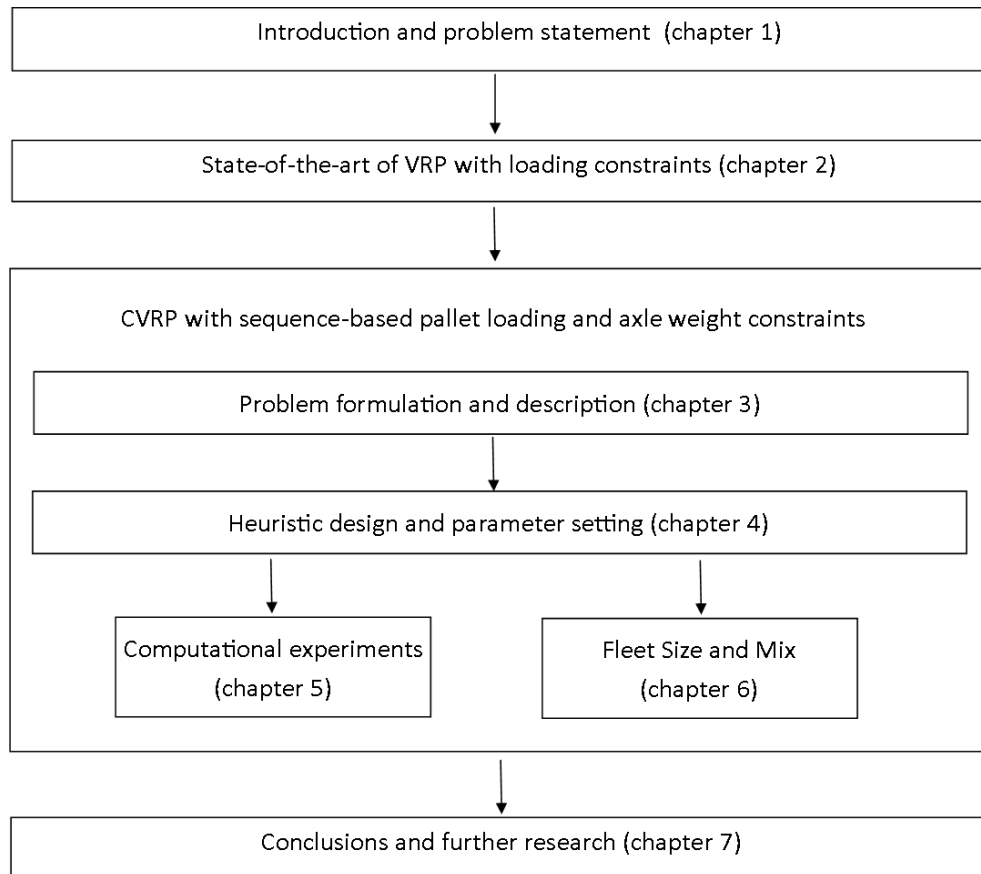 Introduction and problem statement (chapter 1)
State-of-the-art of VRP with loading constraints (chapter 2)
CVRP with sequence-based pallet loading and axle weight constraints
Problem formulation and description (chapter 3)
Heuristic design and parameter setting (chapter 4)
Computational experiments
(chapter 5)
Fleet Size and Mix
(chapter 6)
Conclusions and further research (chapter 7)